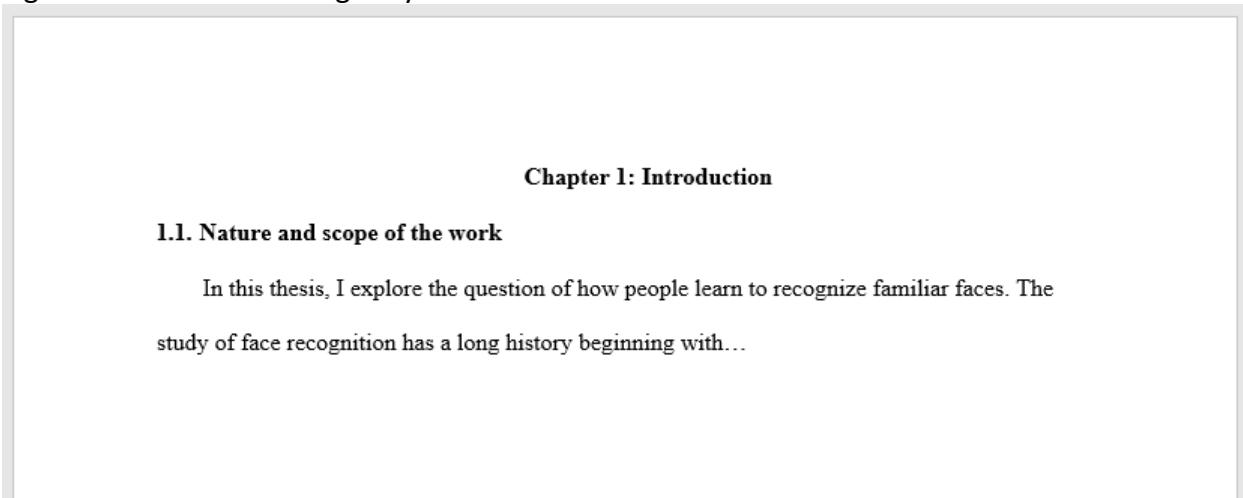 Chapter 1: Introduction
1.1. Nature and scope of the work
In this thesis, I explore the question of how people learn to recognize familiar faces. The
study of face recognition has a long history beginning with…